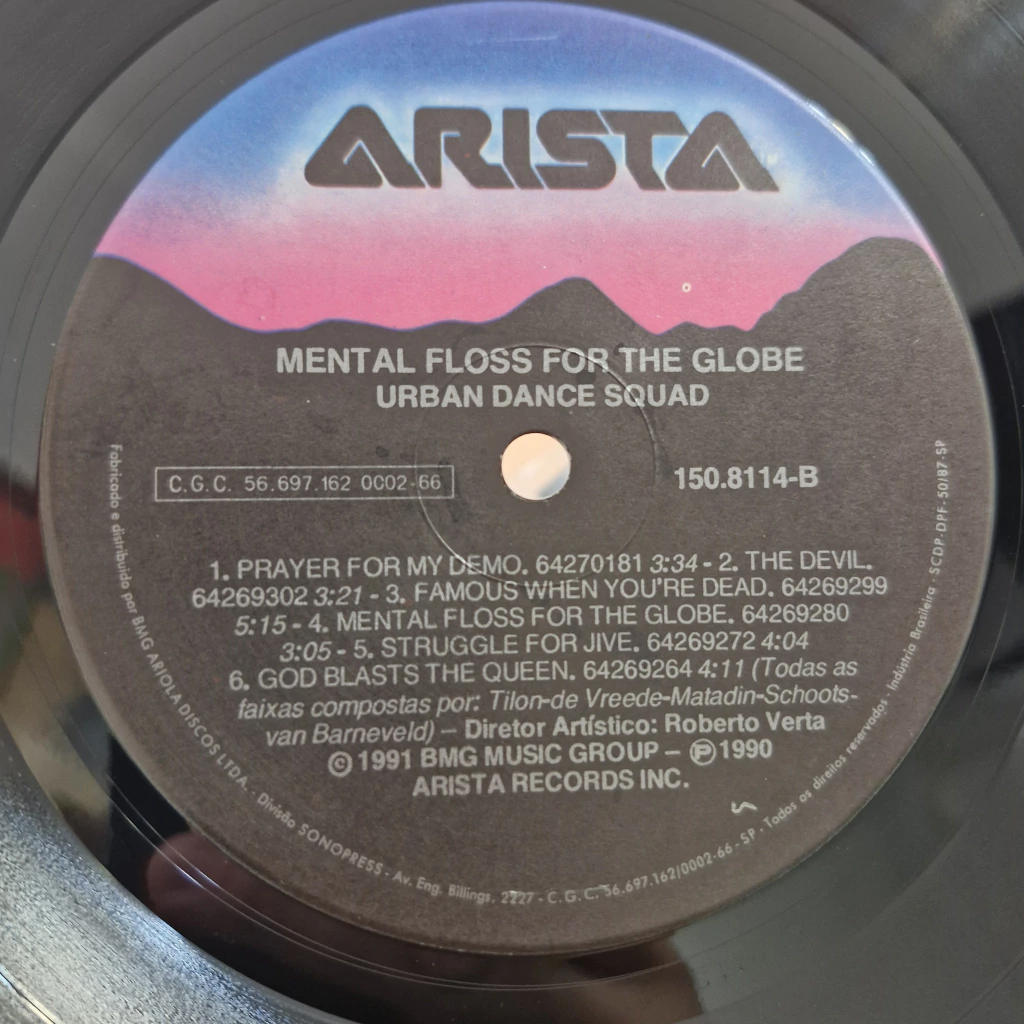 ARISTA
MENTAL FLOSS FOR THE GLOBE
URBAN DANCE SQUAD
C.G.C. 56.697.162 0002-66
150.8114-B
1. PRAYER FOR MY DEMO. 64270181 3:34 - 2. THE DEVIL.
64269302 3:21 - 3. FAMOUS WHEN YOU'RE DEAD. 64269299
5:15 - 4. MENTAL FLOSS FOR THE GLOBE. 64269280
3:05 - 5. STRUGGLE FOR JIVE. 64269272 4:04
6. GOD BLASTS THE QUEEN. 64269264 4:11 (Todas as
faixas compostas por: Tilon-de Vreede-Matadin-Schoots-
van Barneveld) – Diretor Artístico: Roberto Verta
© 1991 BMG MUSIC GROUP – ℗ 1990
ARISTA RECORDS INC.
Fabricado e distribuido por BMG ARIOLA DISCOS LTDA. - Divisão SONOPRESS - Av. Eng. Billings, 2227 - C.G.C. 56.697.162/0002-66 - SP - Todos os direitos reservados - Indústria Brasileira - SCDP-DPF-50/87-SP